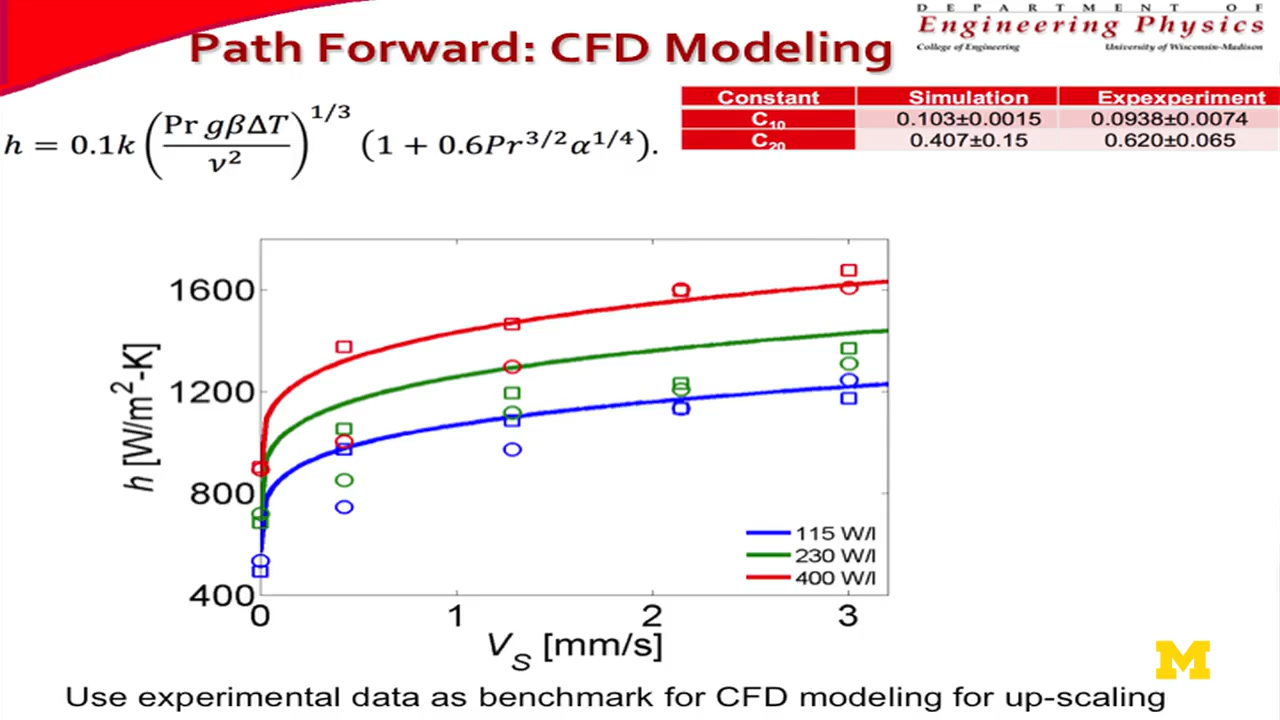 DEPARTMENT OF
Engineering Physics
College of Engineering University of Wisconsin-Madison
Path Forward: CFD Modeling
Constant Simulation Expexperiment
C₁₀ 0.103±0.0015 0.0938±0.0074
C₂₀ 0.407±0.15 0.620±0.065
h = 0.1k (Pr gβΔT / ν²)^1/3 (1 + 0.6Pr^3/2 α^1/4).
1600
1200
800
400
h [W/m²-K]
115 W/l
230 W/l
400 W/l
0 1 2 3
V_S [mm/s]
M
Use experimental data as benchmark for CFD modeling for up-scaling